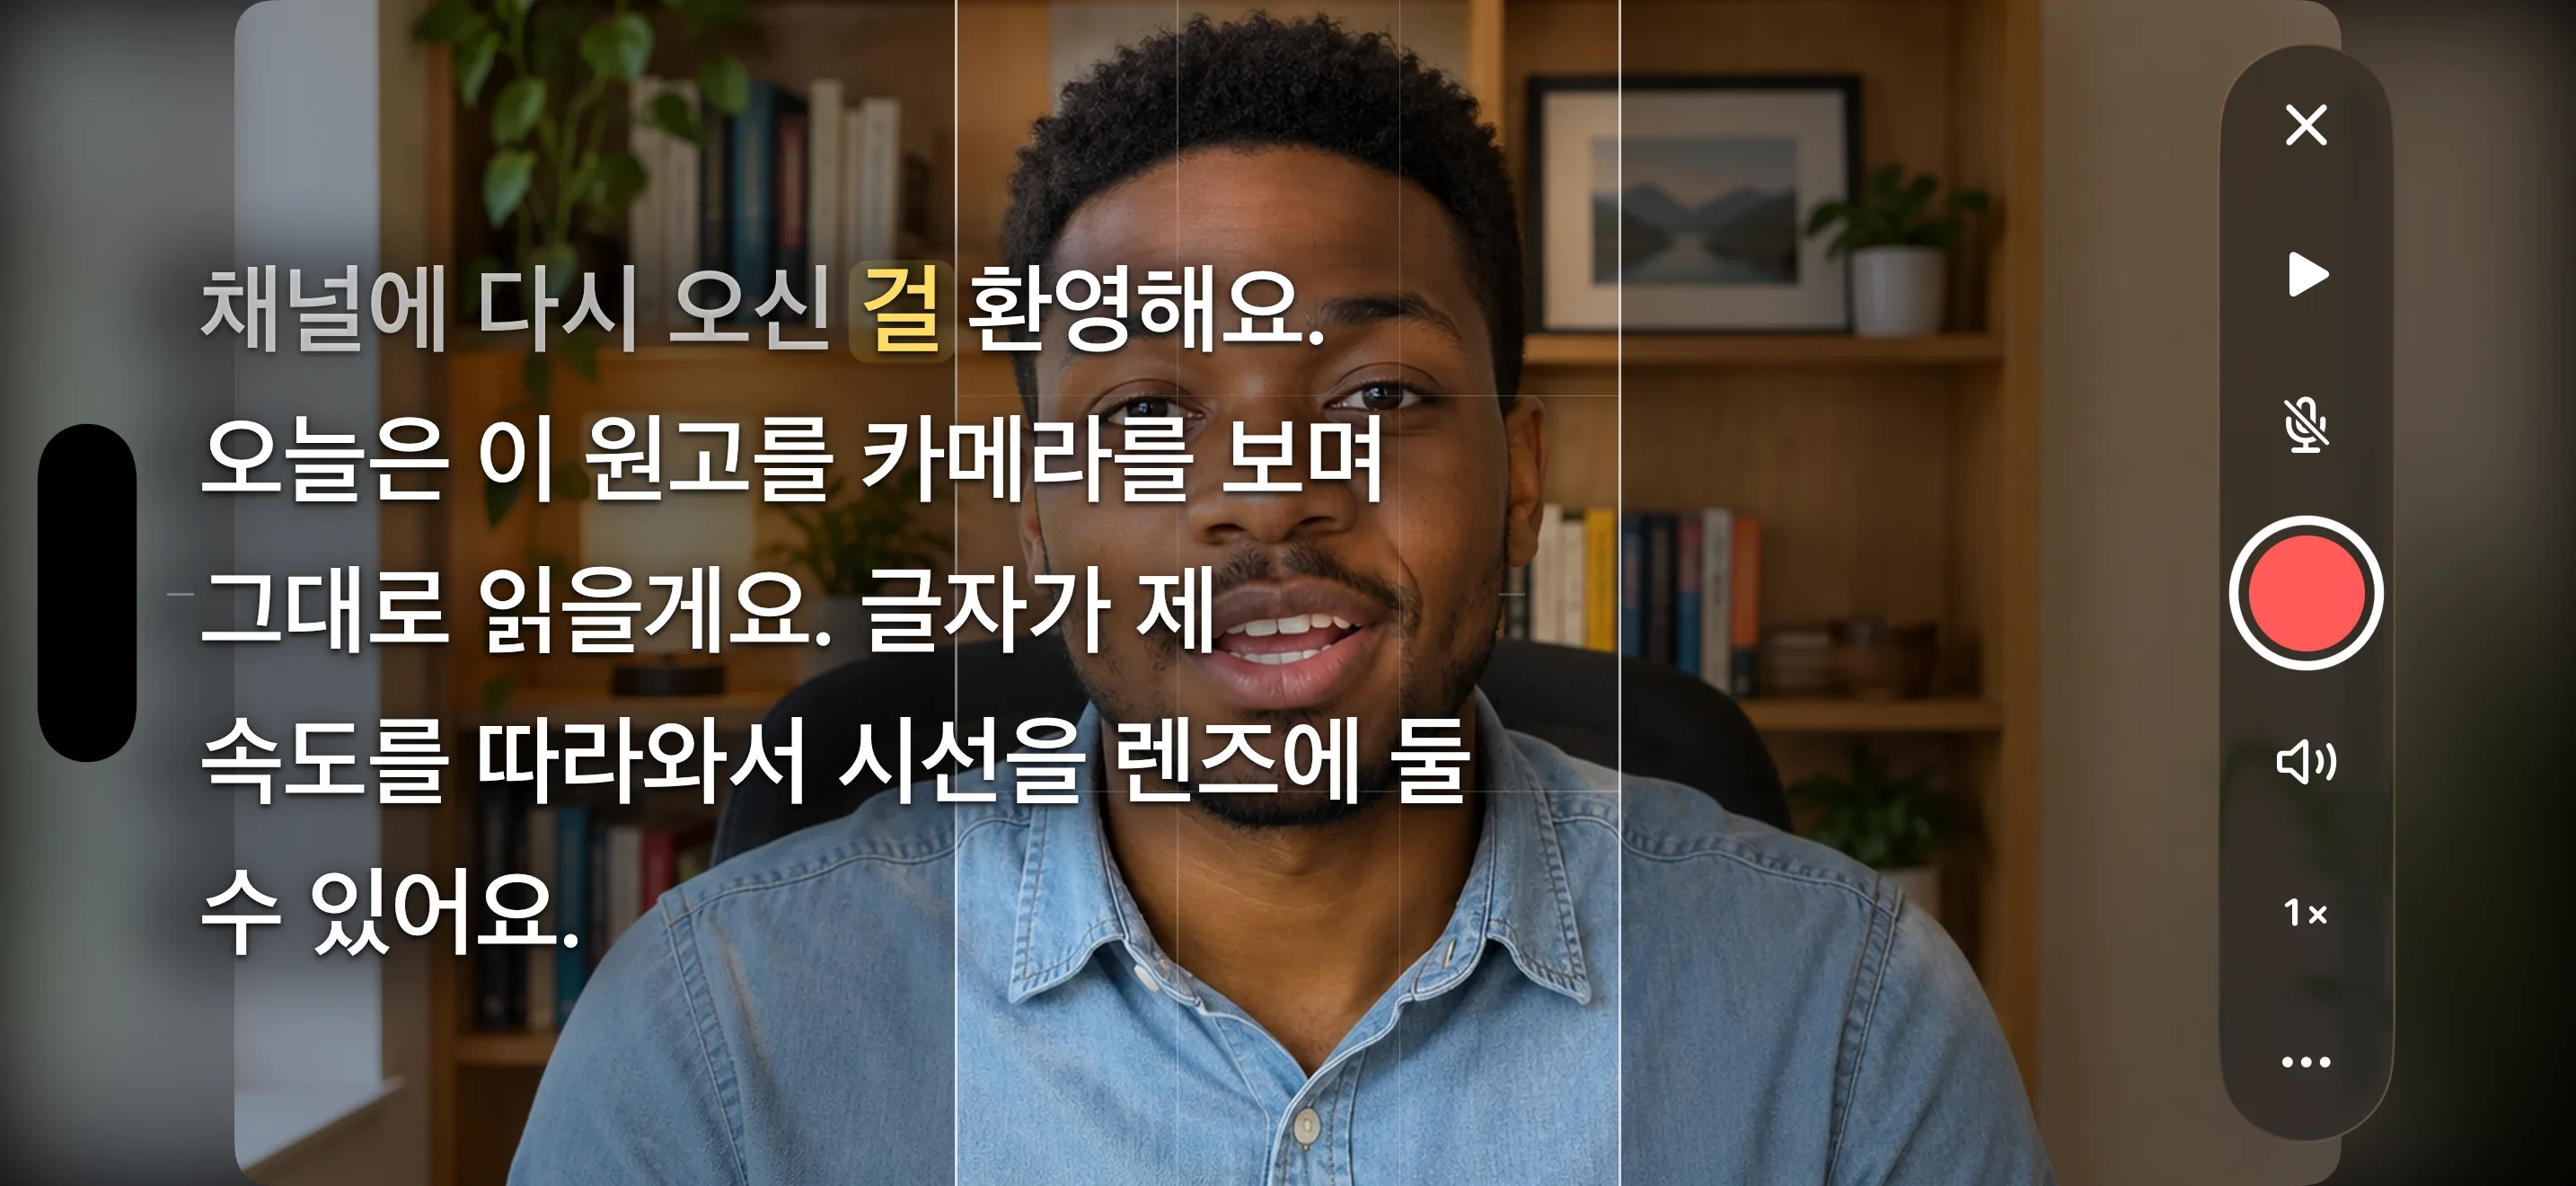 채널에 다시 오신 걸 환영해요.
오늘은 이 원고를 카메라를 보며
그대로 읽을게요. 글자가 제
속도를 따라와서 시선을 렌즈에 둘
수 있어요.
1×